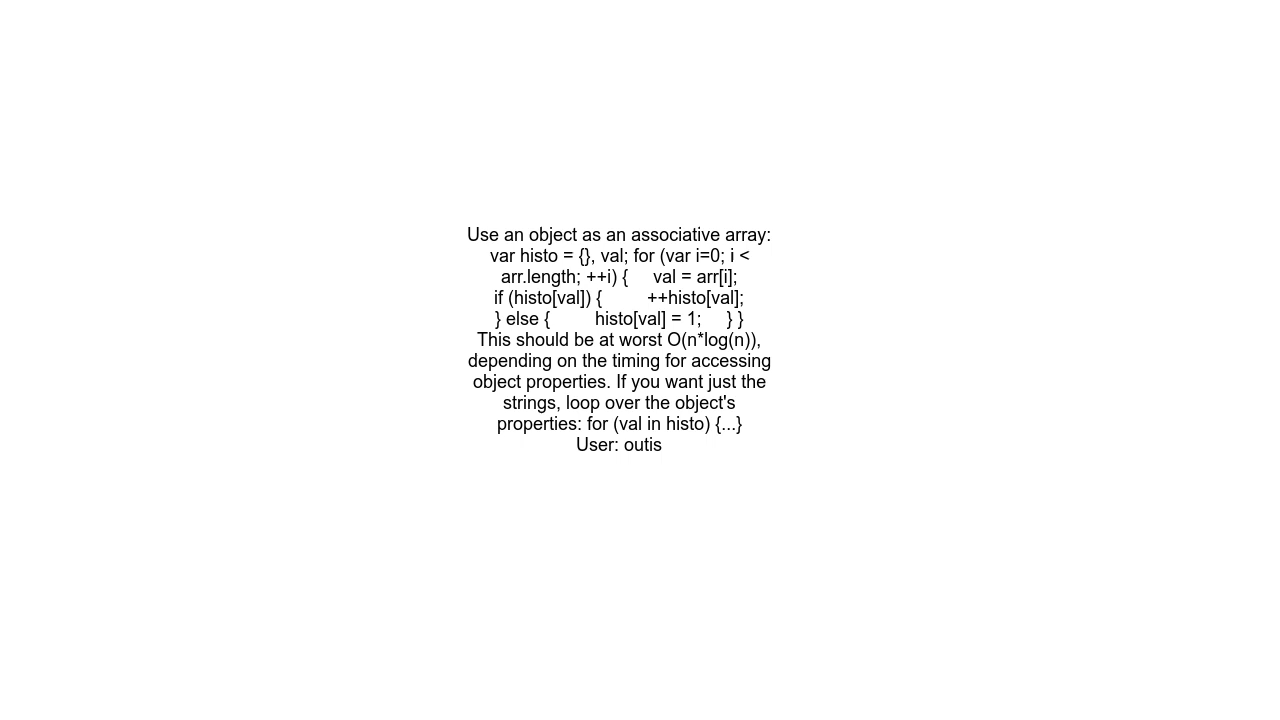 Use an object as an associative array:
var histo = {}, val; for (var i=0; i <
arr.length; ++i) {     val = arr[i];
if (histo[val]) {         ++histo[val];
} else {         histo[val] = 1;     } }
This should be at worst O(n*log(n)),
depending on the timing for accessing
object properties. If you want just the
strings, loop over the object's
properties: for (val in histo) {...}
User: outis